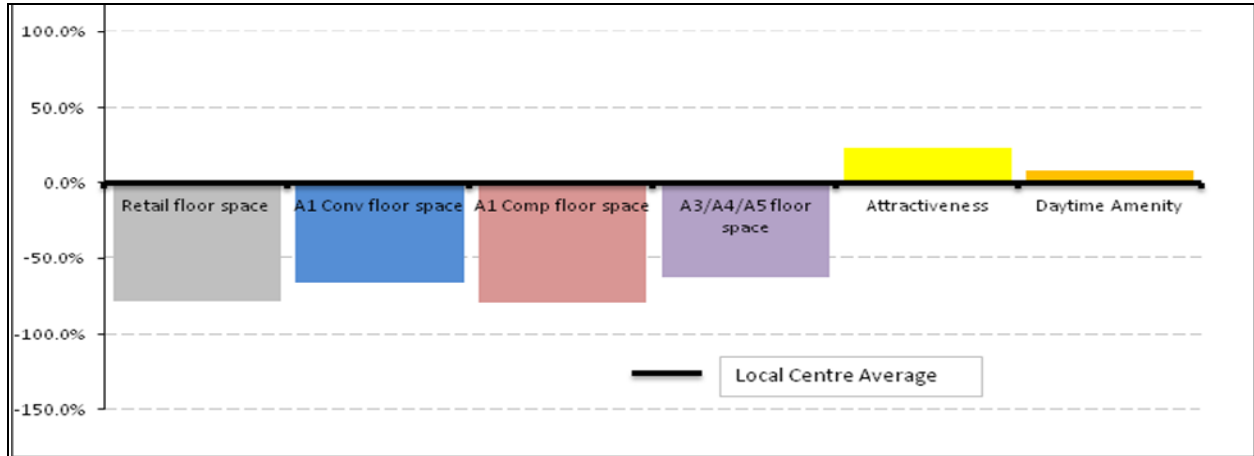 100.0%
50.0%
0.0%
Retail floor space
A1 Conv floor space
A1 Comp floor space
A3/A4/A5 floor
space
Attractiveness
Daytime Amenity
-50.0%
-100.0%
Local Centre Average
-150.0%